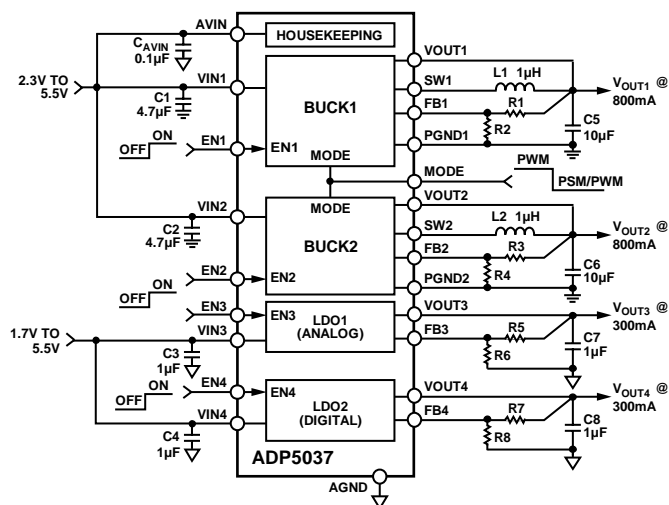 AVIN
HOUSEKEEPING
C_AVIN
0.1µF
VOUT1
2.3V TO
5.5V
VIN1
C1
4.7µF
BUCK1
SW1
L1 1µH
V_OUT1 @
800mA
FB1
R1
R2
C5
10µF
OFF
ON
EN1
EN1
PGND1
MODE
MODE
PWM
PSM/PWM
VIN2
C2
4.7µF
MODE
BUCK2
VOUT2
SW2
L2 1µH
V_OUT2 @
800mA
FB2
R3
R4
C6
10µF
OFF
ON
EN2
EN2
PGND2
EN3
EN3
LDO1
(ANALOG)
VOUT3
V_OUT3 @
300mA
1.7V TO
5.5V
VIN3
C3
1µF
FB3
R5
R6
C7
1µF
OFF
ON
EN4
EN4
LDO2
(DIGITAL)
VOUT4
V_OUT4 @
300mA
VIN4
C4
1µF
FB4
R7
R8
C8
1µF
ADP5037
AGND